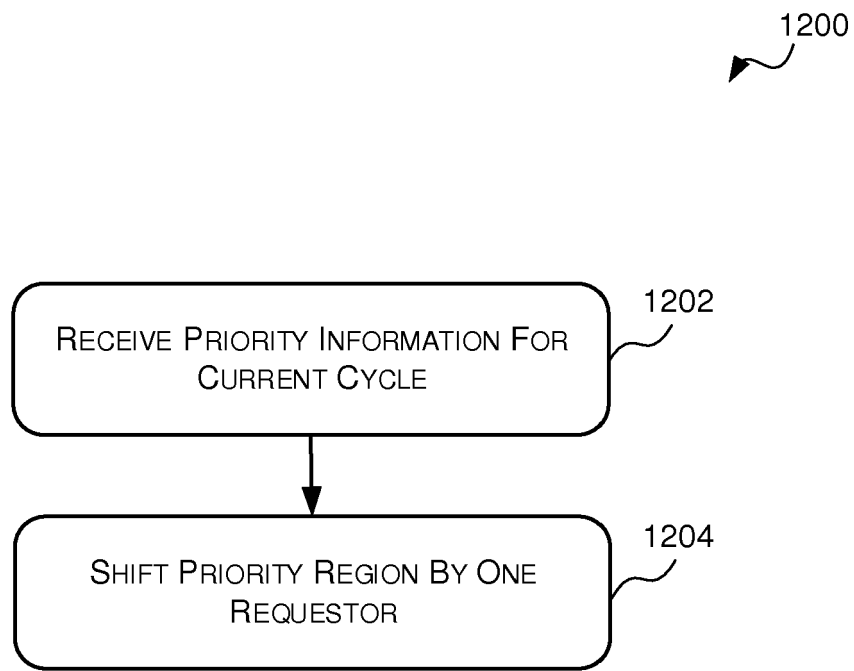 1200
RECEIVE PRIORITY INFORMATION FOR
CURRENT CYCLE
1202
SHIFT PRIORITY REGION BY ONE
REQUESTOR
1204